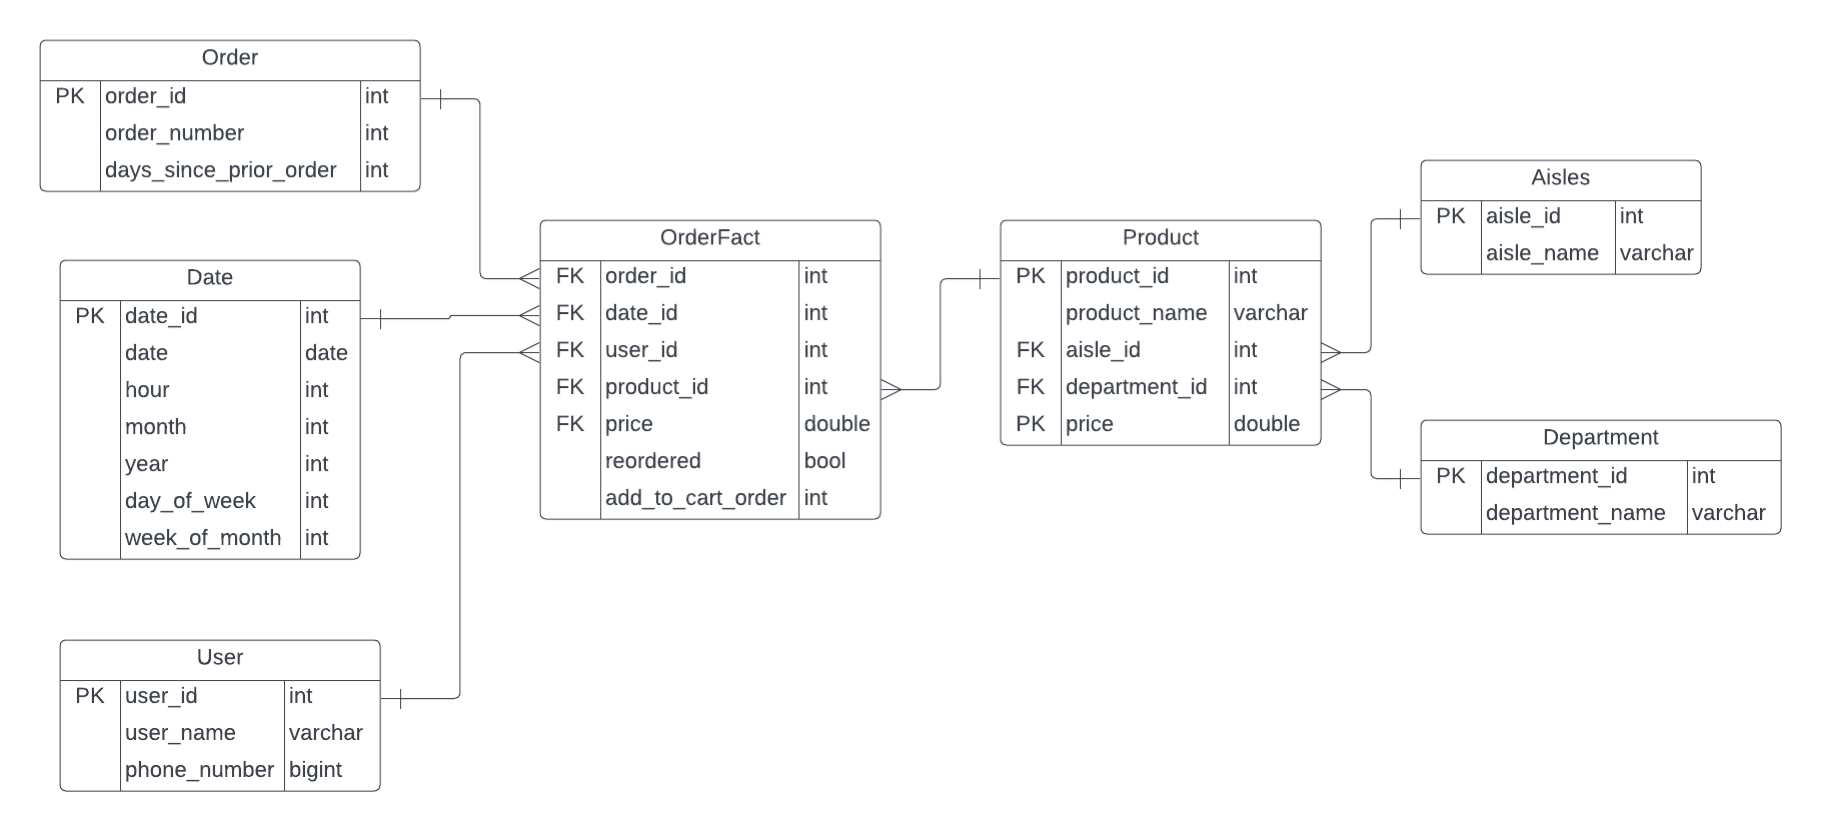 Order
PK order_id int
order_number int
days_since_prior_order int
Date
PK date_id int
date date
hour int
month int
year int
day_of_week int
week_of_month int
User
PK user_id int
user_name varchar
phone_number bigint
OrderFact
FK order_id int
FK date_id int
FK user_id int
FK product_id int
FK price double
reordered bool
add_to_cart_order int
Product
PK product_id int
product_name varchar
FK aisle_id int
FK department_id int
PK price double
Aisles
PK aisle_id int
aisle_name varchar
Department
PK department_id int
department_name varchar